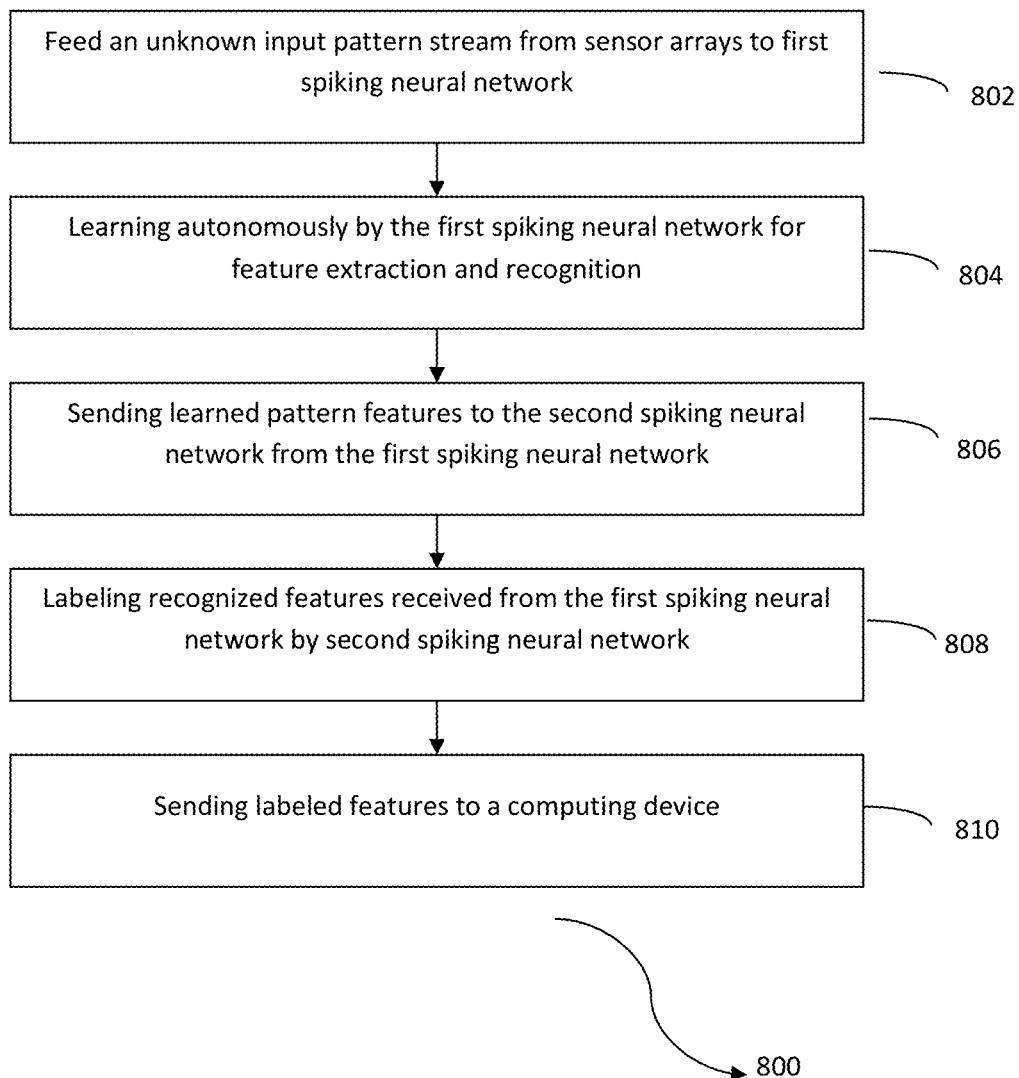 Feed an unknown input pattern stream from sensor arrays to first
spiking neural network
802
Learning autonomously by the first spiking neural network for
feature extraction and recognition
804
Sending learned pattern features to the second spiking neural
network from the first spiking neural network
806
Labeling recognized features received from the first spiking neural
network by second spiking neural network
808
Sending labeled features to a computing device
810
800